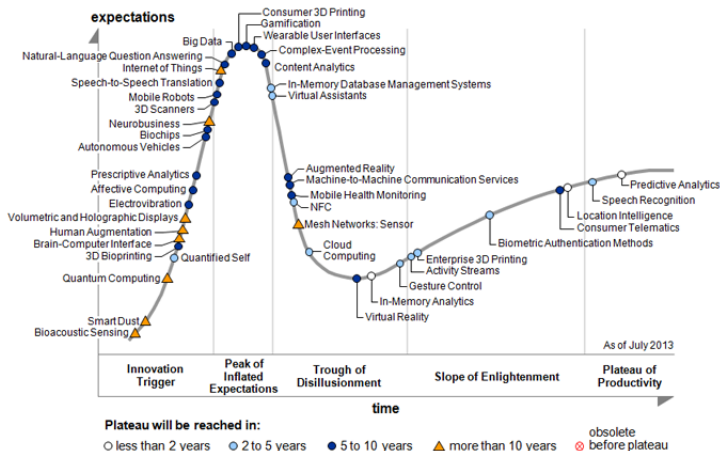 expectations
Consumer 3D Printing
Gamification
Wearable User Interfaces
Big Data
Complex-Event Processing
Natural-Language Question Answering
Content Analytics
Internet of Things
Speech-to-Speech Translation
In-Memory Database Management Systems
Mobile Robots
Virtual Assistants
3D Scanners
Neurobusiness
Biochips
Autonomous Vehicles
Augmented Reality
Prescriptive Analytics
Machine-to-Machine Communication Services
Affective Computing
Mobile Health Monitoring
Electrovibration
NFC
Predictive Analytics
Speech Recognition
Volumetric and Holographic Displays
Mesh Networks: Sensor
Location Intelligence
Human Augmentation
Consumer Telematics
Brain-Computer Interface
Biometric Authentication Methods
3D Bioprinting
Quantified Self
Cloud
Computing
Enterprise 3D Printing
Activity Streams
Quantum Computing
Gesture Control
In-Memory Analytics
Virtual Reality
Smart Dust
Bioacoustic Sensing
As of July 2013
Innovation
Trigger
Peak of
Inflated
Expectations
Trough of
Disillusionment
Slope of Enlightenment
Plateau of
Productivity
time
Plateau will be reached in:
less than 2 years
2 to 5 years
5 to 10 years
more than 10 years
obsolete
before plateau